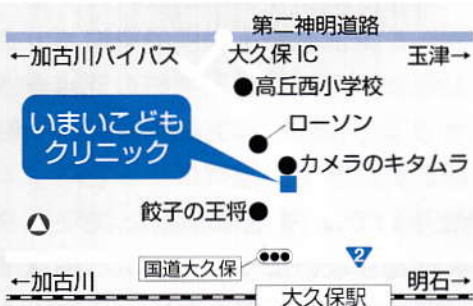 第二神明道路
←加古川バイパス 大久保 IC 玉津→
●高丘西小学校
いまいこども
クリニック
ローソン
カメラのキタムラ
餃子の王将
国道大久保
2
←加古川 明石→
大久保駅